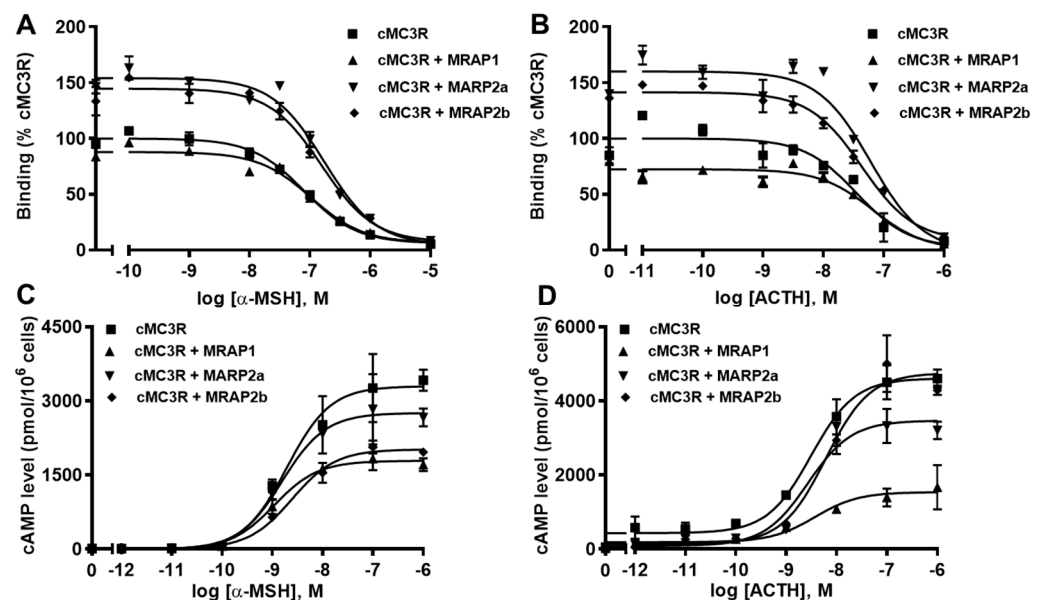 A
200
150
100
50
0
Binding (% cMC3R)
-10 -9 -8 -7 -6 -5
log [α-MSH], M
cMC3R
cMC3R + MRAP1
cMC3R + MARP2a
cMC3R + MRAP2b
B
200
150
100
50
0
Binding (% cMC3R)
0 -11 -10 -9 -8 -7 -6
log [ACTH], M
cMC3R
cMC3R + MRAP1
cMC3R + MARP2a
cMC3R + MRAP2b
C
4500
3000
1500
0
cAMP level (pmol/10⁶ cells)
0 -12 -11 -10 -9 -8 -7 -6
log [α-MSH], M
cMC3R
cMC3R + MRAP1
cMC3R + MARP2a
cMC3R + MRAP2b
D
6000
4000
2000
0
cAMP level (pmol/10⁶ cells)
0 -12 -11 -10 -9 -8 -7 -6
log [ACTH], M
cMC3R
cMC3R + MRAP1
cMC3R + MARP2a
cMC3R + MRAP2b